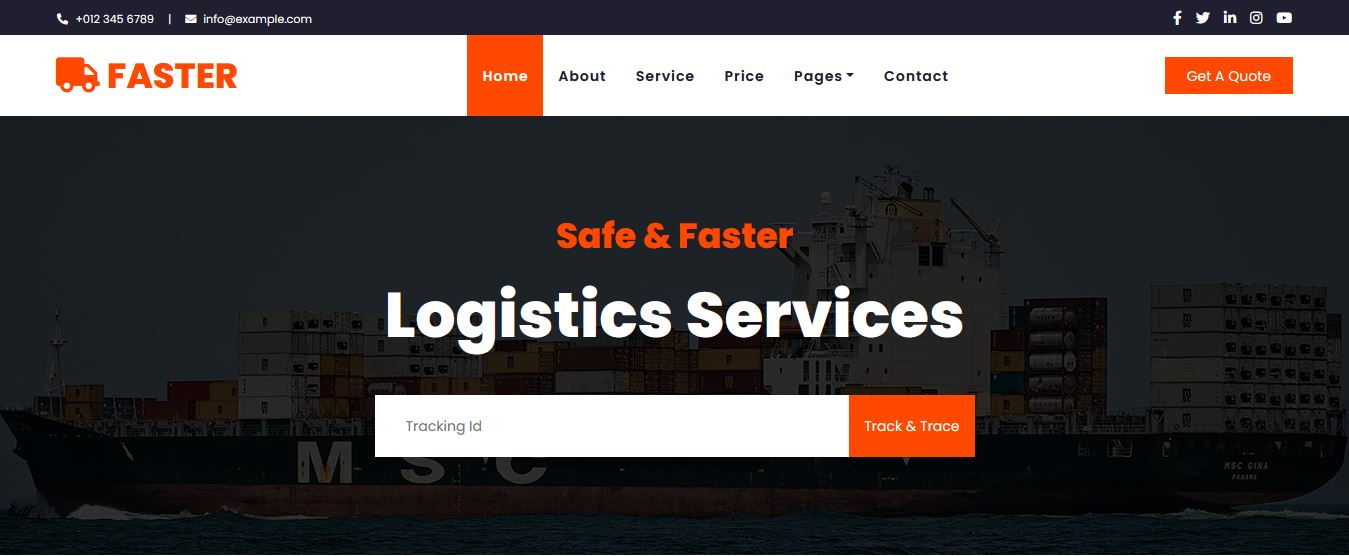 +012 345 6789 | info@example.com
FASTER
Home About Service Price Pages Contact
Get A Quote
Safe & Faster
Logistics Services
Tracking Id
Track & Trace
M S C
MSC GINA
PANAMA